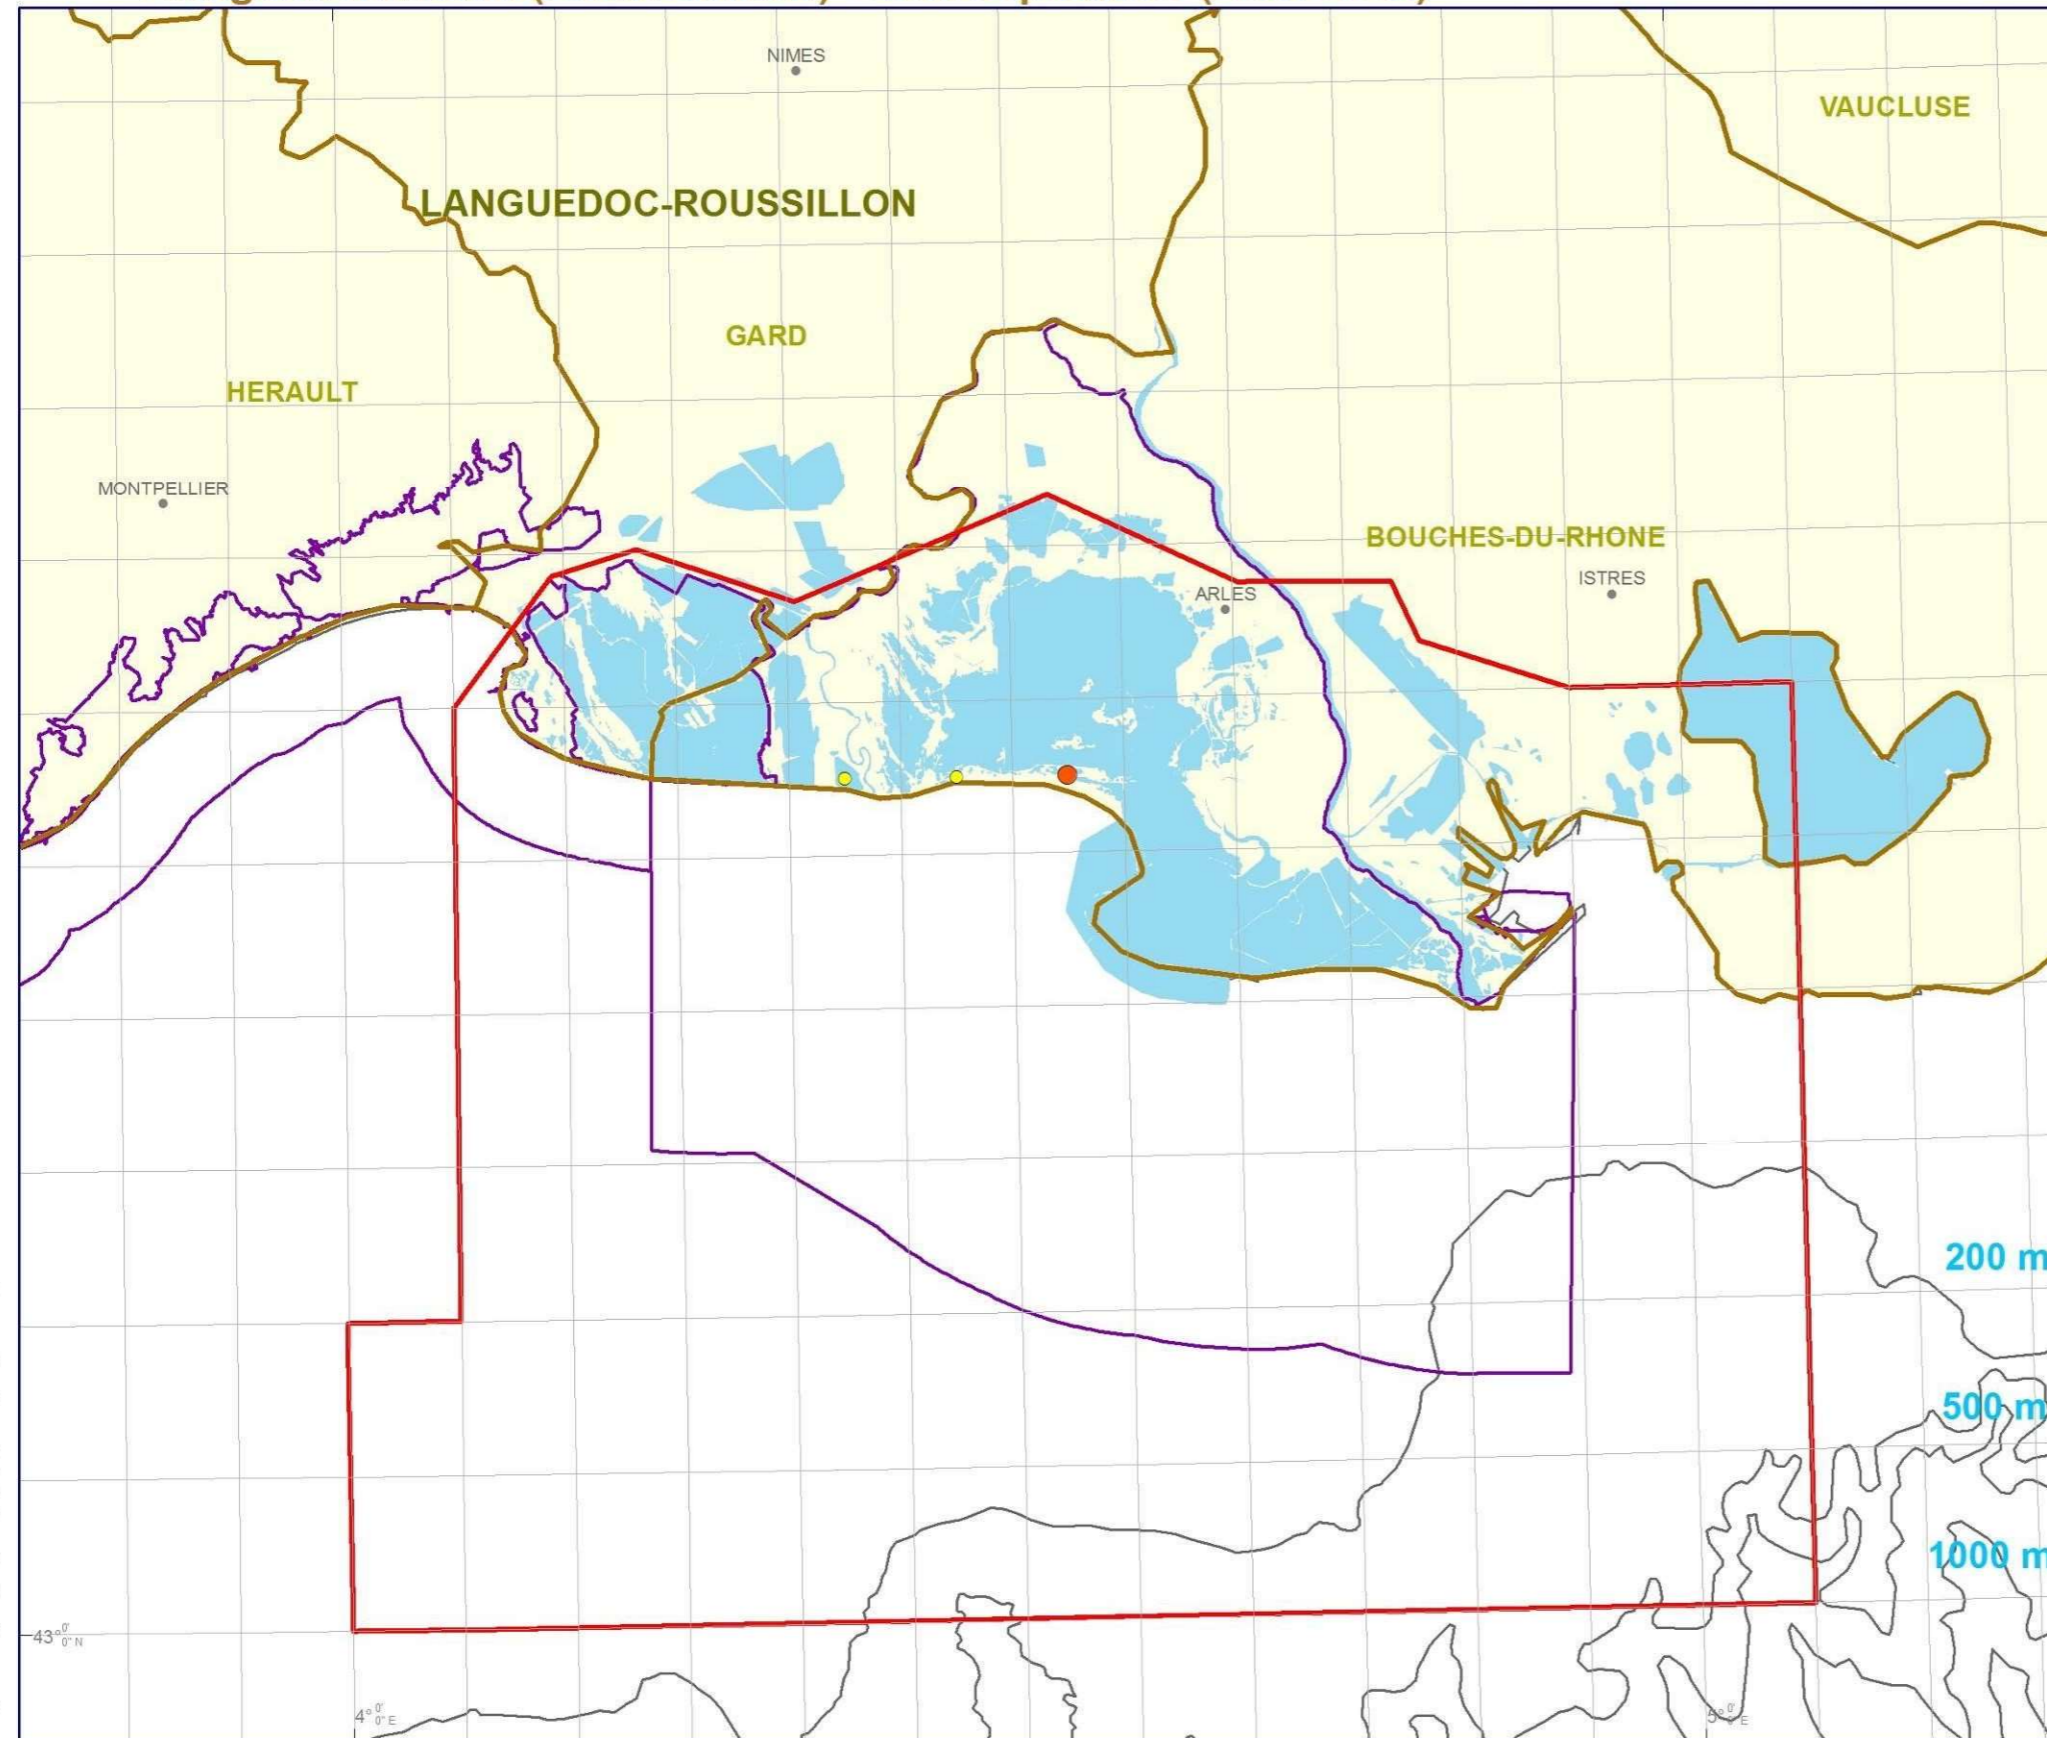 NIMES
VAUCLUSE
LANGUEDOC-ROUSSILLON
GARD
HERAULT
MONTPELLIER
BOUCHES-DU-RHONE
ISTRES
ARLES
200 m
500 m
1000 m
43°0'0"N
4°0'0"E
5°0'0"E